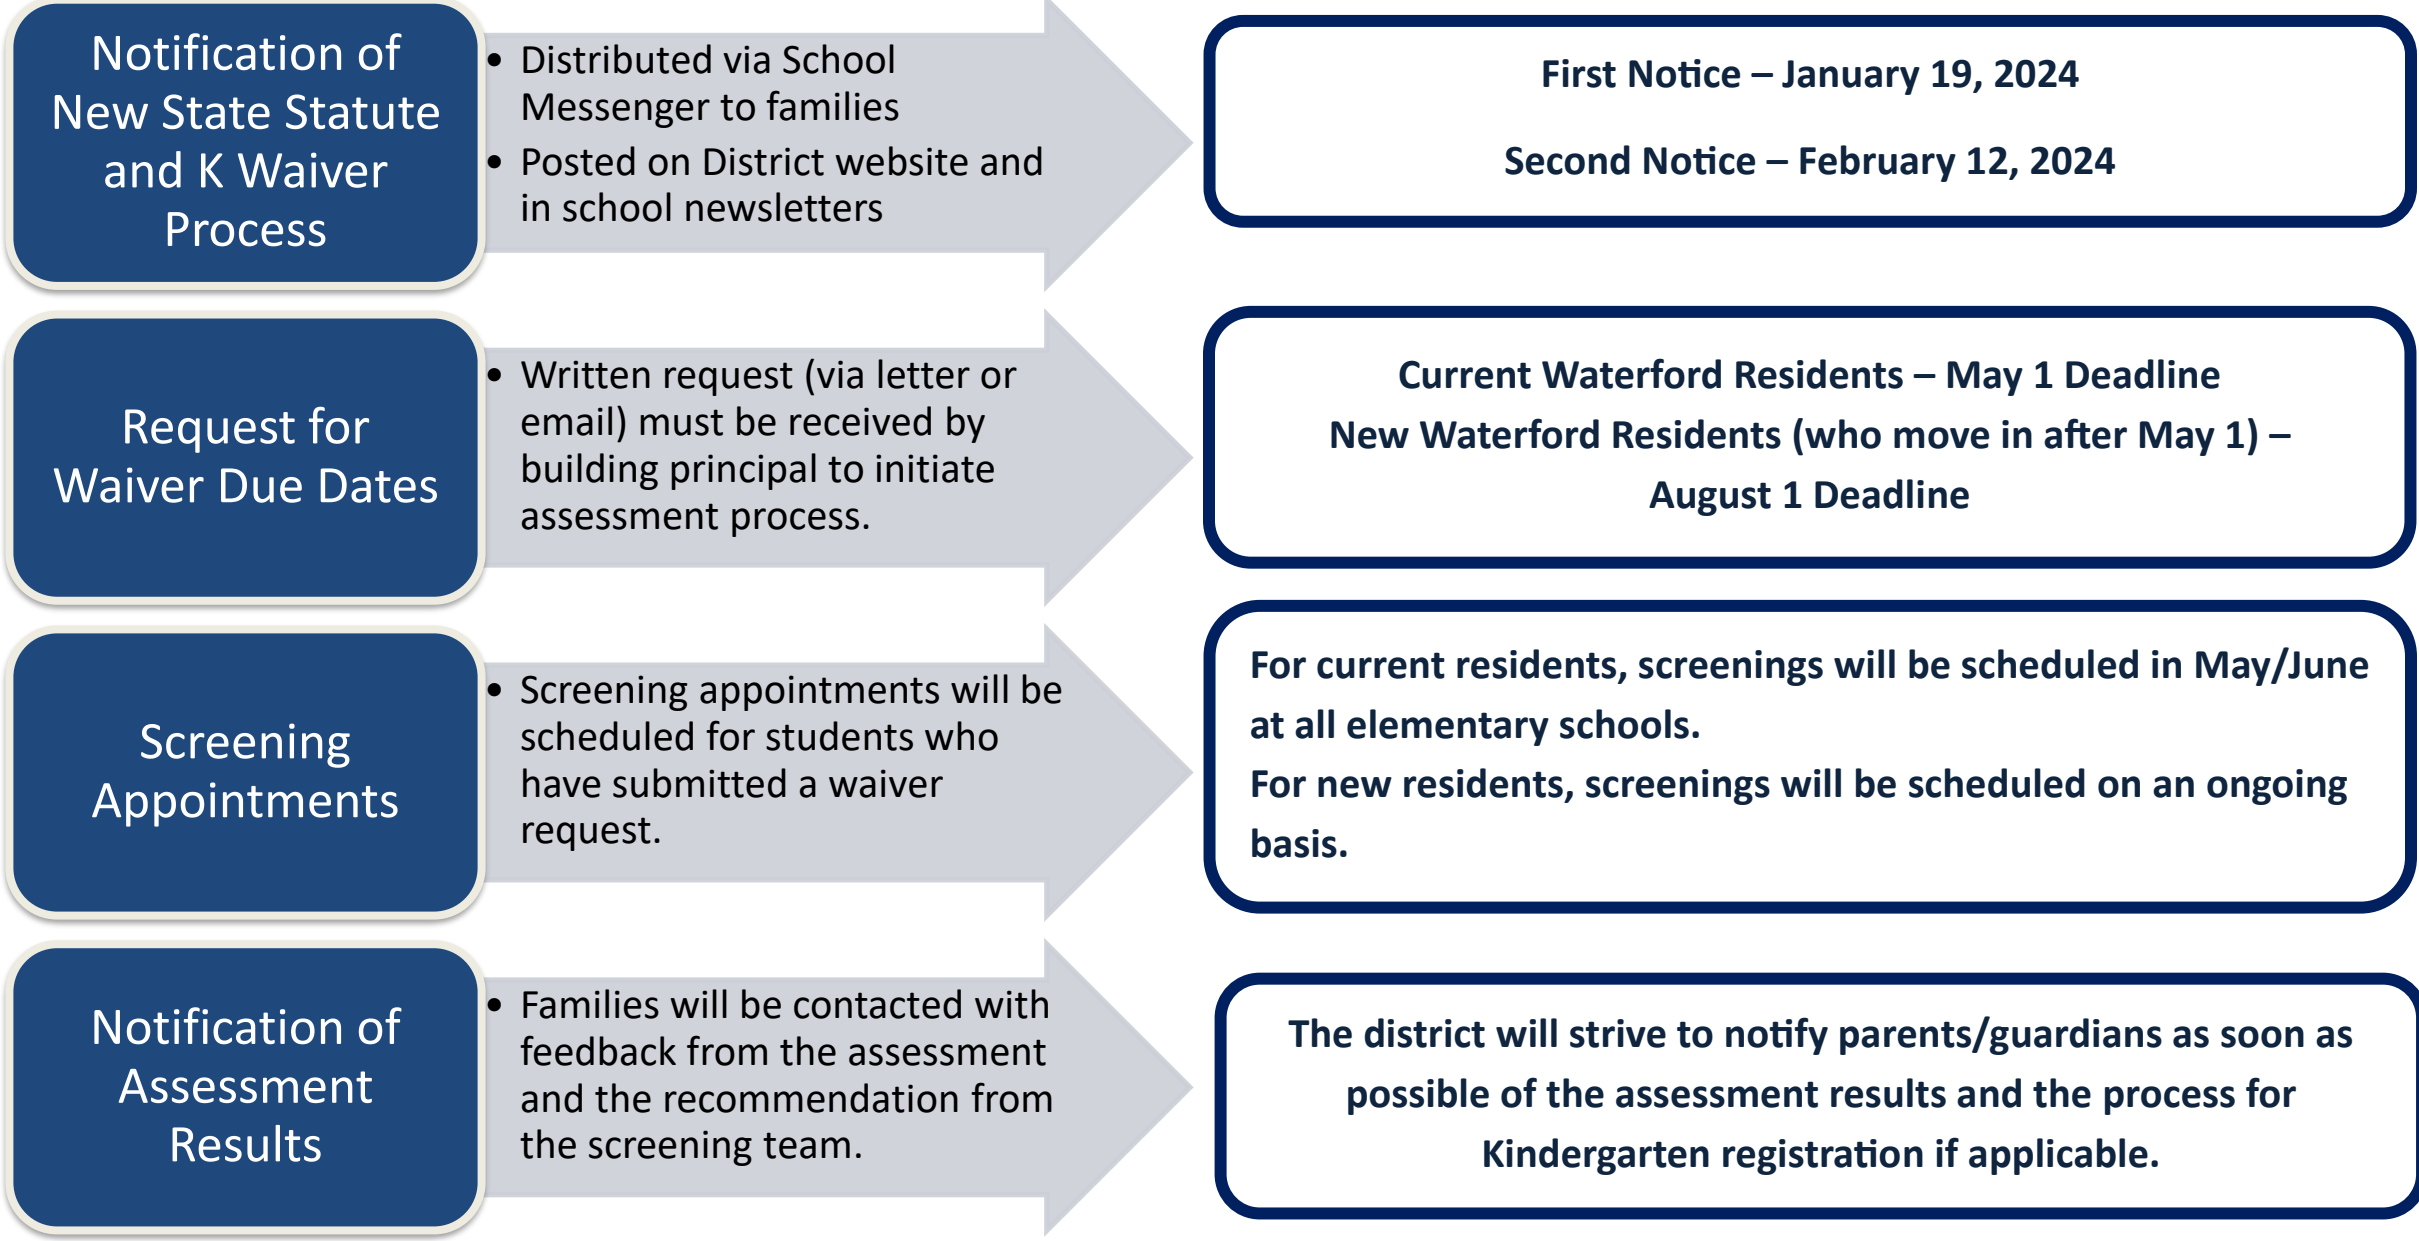 Notification of
New State Statute
and K Waiver
Process
• Distributed via School
Messenger to families
• Posted on District website and
in school newsletters
First Notice – January 19, 2024
Second Notice – February 12, 2024
Request for
Waiver Due Dates
• Written request (via letter or
email) must be received by
building principal to initiate
assessment process.
Current Waterford Residents – May 1 Deadline
New Waterford Residents (who move in after May 1) –
August 1 Deadline
Screening
Appointments
• Screening appointments will be
scheduled for students who
have submitted a waiver
request.
For current residents, screenings will be scheduled in May/June
at all elementary schools.
For new residents, screenings will be scheduled on an ongoing
basis.
Notification of
Assessment
Results
• Families will be contacted with
feedback from the assessment
and the recommendation from
the screening team.
The district will strive to notify parents/guardians as soon as
possible of the assessment results and the process for
Kindergarten registration if applicable.